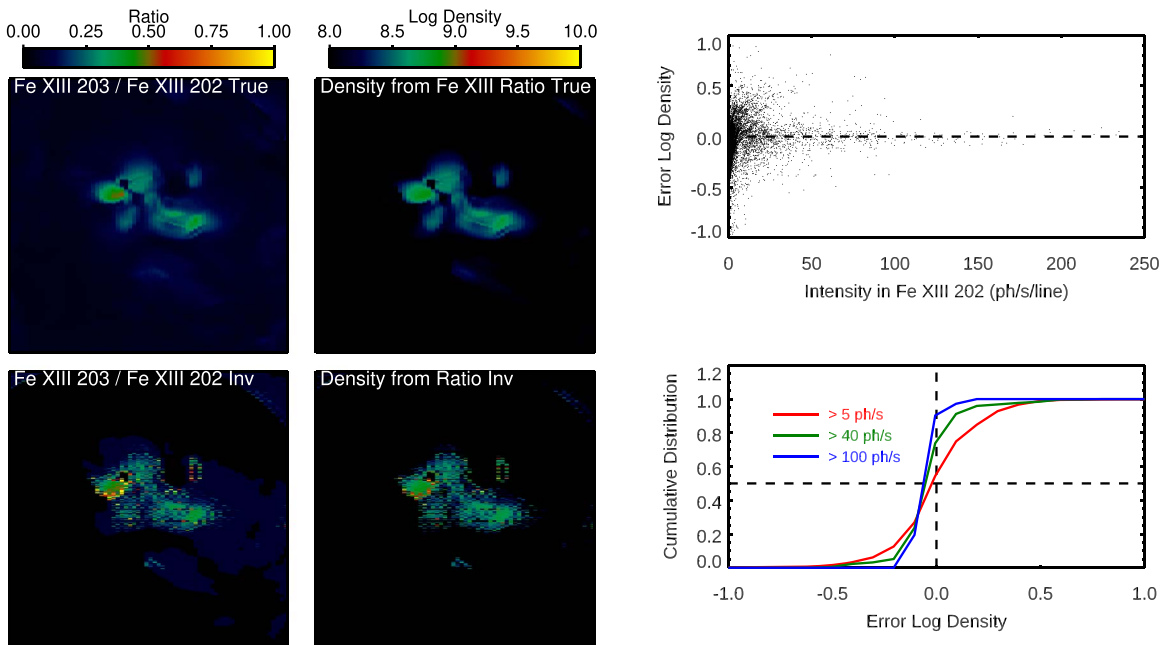 Ratio
0.00 0.25 0.50 0.75 1.00
Log Density
8.0 8.5 9.0 9.5 10.0
Fe XIII 203 / Fe XIII 202 True
Density from Fe XIII Ratio True
Fe XIII 203 / Fe XIII 202 Inv
Density from Ratio Inv
Error Log Density
1.0
0.5
0.0
-0.5
-1.0
0 50 100 150 200 250
Intensity in Fe XIII 202 (ph/s/line)
Cumulative Distribution
1.2
1.0
0.8
0.6
0.4
0.2
0.0
> 5 ph/s
> 40 ph/s
> 100 ph/s
-1.0 -0.5 0.0 0.5 1.0
Error Log Density